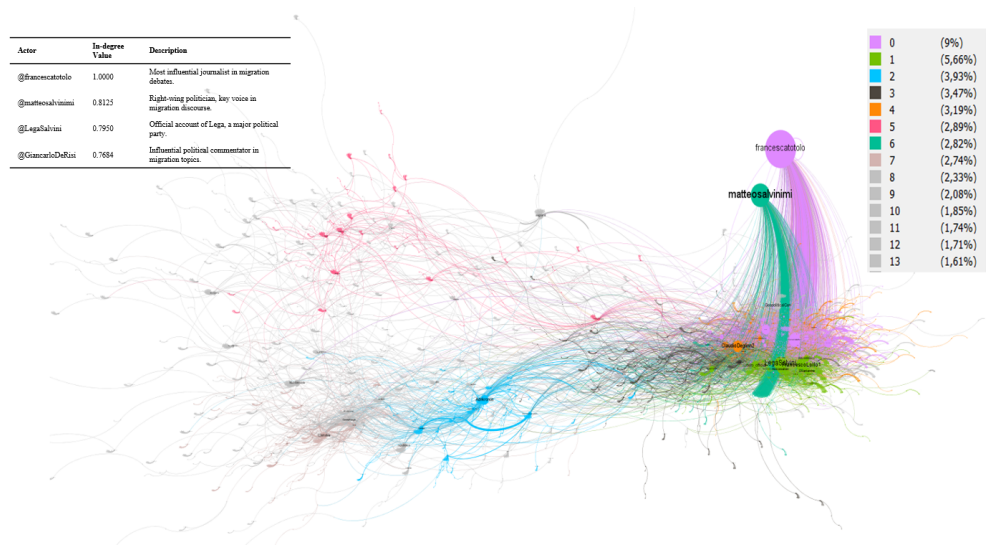 Actor In-degree Value Description
@francescatotolo 1.0000 Most influential journalist in migration debates.
@matteosalvinimi 0.8125 Right-wing politician, key voice in migration discourse.
@LegaSalvini 0.7950 Official account of Lega, a major political party.
@GiancarloDeRisi 0.7684 Influential political commentator in migration topics.
0 (9%)
1 (5,66%)
2 (3,93%)
3 (3,47%)
4 (3,19%)
5 (2,89%)
6 (2,82%)
7 (2,74%)
8 (2,33%)
9 (2,08%)
10 (1,85%)
11 (1,74%)
12 (1,71%)
13 (1,61%)
francescatotolo
matteosalvinimi
LegaSalvini